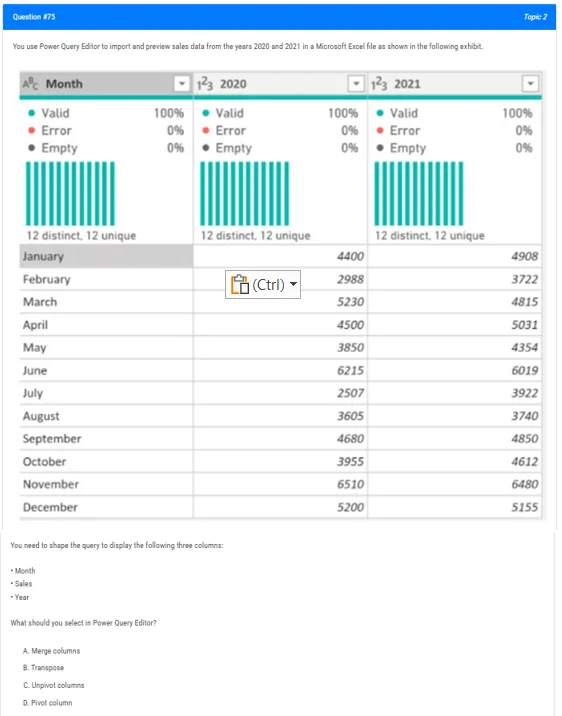 Question #75 Topic 2
You use Power Query Editor to import and preview sales data from the years 2020 and 2021 in a Microsoft Excel file as shown in the following exhibit.
ABC Month 123 2020 123 2021
• Valid 100% • Valid 100% • Valid 100%
• Error 0% • Error 0% • Error 0%
• Empty 0% • Empty 0% • Empty 0%
12 distinct, 12 unique 12 distinct, 12 unique 12 distinct, 12 unique
January 4400 4908
February 2988 3722
(Ctrl)
March 5230 4815
April 4500 5031
May 3850 4354
June 6215 6019
July 2507 3922
August 3605 3740
September 4680 4850
October 3955 4612
November 6510 6480
December 5200 5155
You need to shape the query to display the following three columns:
• Month
• Sales
• Year
What should you select in Power Query Editor?
A. Merge columns
B. Transpose
C. Unpivot columns
D. Pivot column